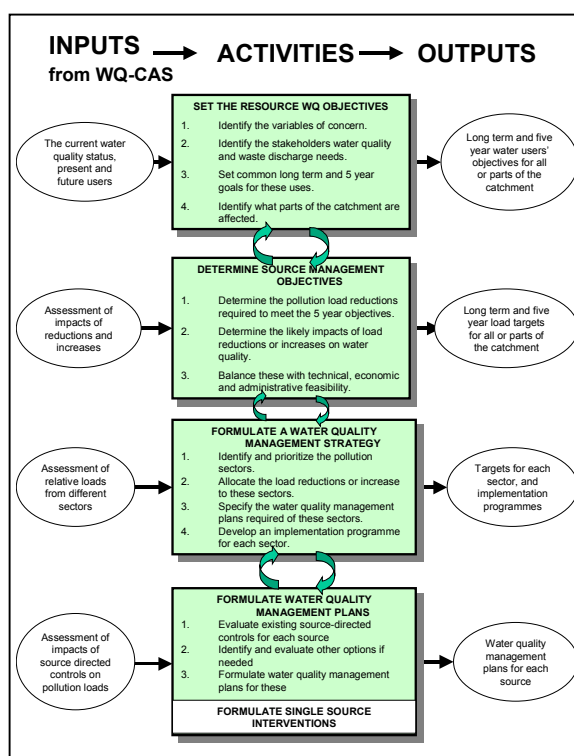 INPUTS
ACTIVITIES
OUTPUTS
from WQ-CAS
SET THE RESOURCE WQ OBJECTIVES
1. Identify the variables of concern.
2. Identify the stakeholders water quality
and waste discharge needs.
3. Set common long term and 5 year
goals for these uses.
4. Identify what parts of the catchment are
affected.
The current water
quality status,
present and
future users
Long term and five
year water users’
objectives for all
or parts of the
catchment
DETERMINE SOURCE MANAGEMENT
OBJECTIVES
1. Determine the pollution load reductions
required to meet the 5 year objectives.
2. Determine the likely impacts of load
reductions or increases on water
quality.
3. Balance these with technical, economic
and administrative feasibility.
Assessment of
impacts of
reductions and
increases
Long term and five
year load targets
for all or parts of
the catchment
FORMULATE A WATER QUALITY
MANAGEMENT STRATEGY
1. Identify and prioritize the pollution
sectors.
2. Allocate the load reductions or increase
to these sectors.
3. Specify the water quality management
plans required of these sectors.
4. Develop an implementation programme
for each sector.
Assessment of
relative loads
from different
sectors
Targets for each
sector, and
implementation
programmes
FORMULATE WATER QUALITY
MANAGEMENT PLANS
1. Evaluate existing source-directed
controls for each source
2. Identify and evaluate other options if
needed
3. Formulate water quality management
plans for these
FORMULATE SINGLE SOURCE
INTERVENTIONS
Assessment of
impacts of
source directed
controls on
pollution loads
Water quality
management
plans for each
source